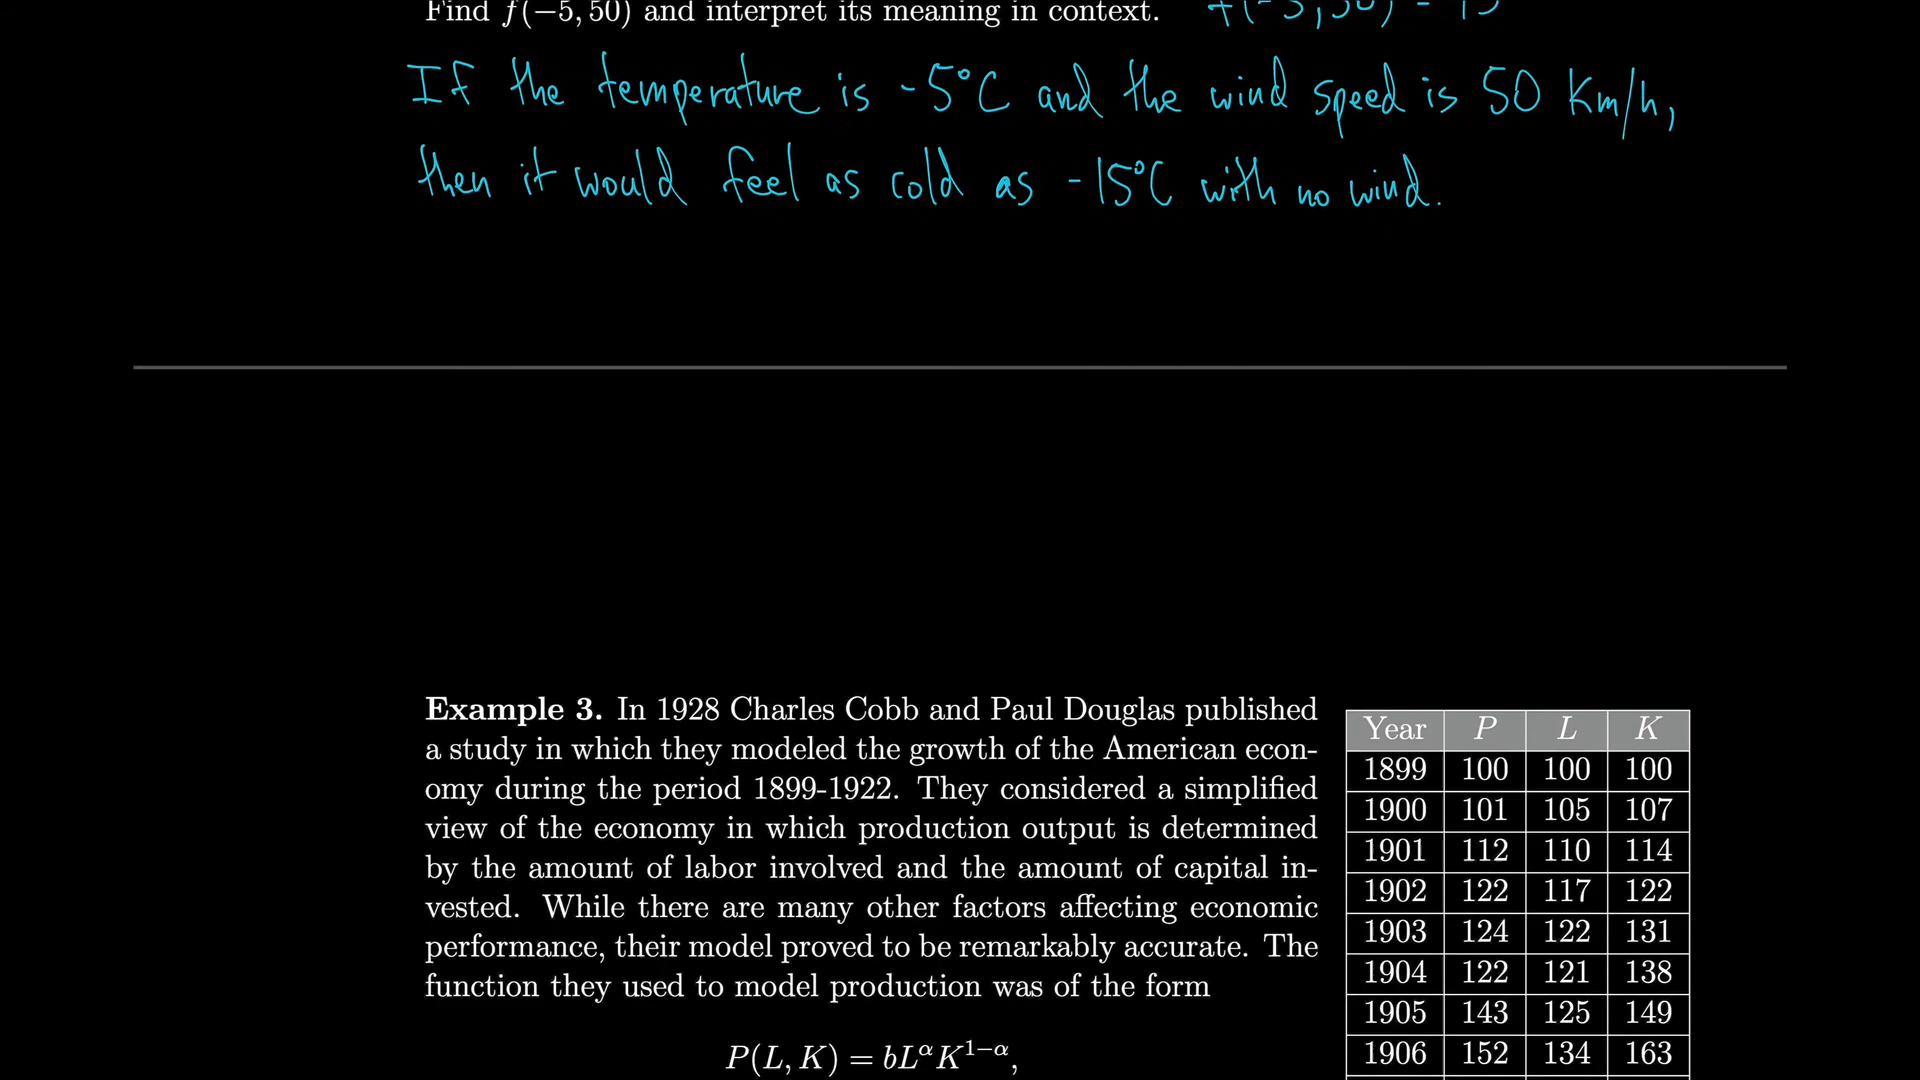 Find f(−5, 50) and interpret its meaning in context. f(-5, 50) = -15
If the temperature is -5°C and the wind speed is 50 Km/h,
then it would feel as cold as -15°C with no wind.
Example 3. In 1928 Charles Cobb and Paul Douglas published
a study in which they modeled the growth of the American econ-
omy during the period 1899-1922. They considered a simplified
view of the economy in which production output is determined
by the amount of labor involved and the amount of capital in-
vested. While there are many other factors affecting economic
performance, their model proved to be remarkably accurate. The
function they used to model production was of the form
P(L, K) = bL^α K^{1−α},
Year P L K
1899 100 100 100
1900 101 105 107
1901 112 110 114
1902 122 117 122
1903 124 122 131
1904 122 121 138
1905 143 125 149
1906 152 134 163